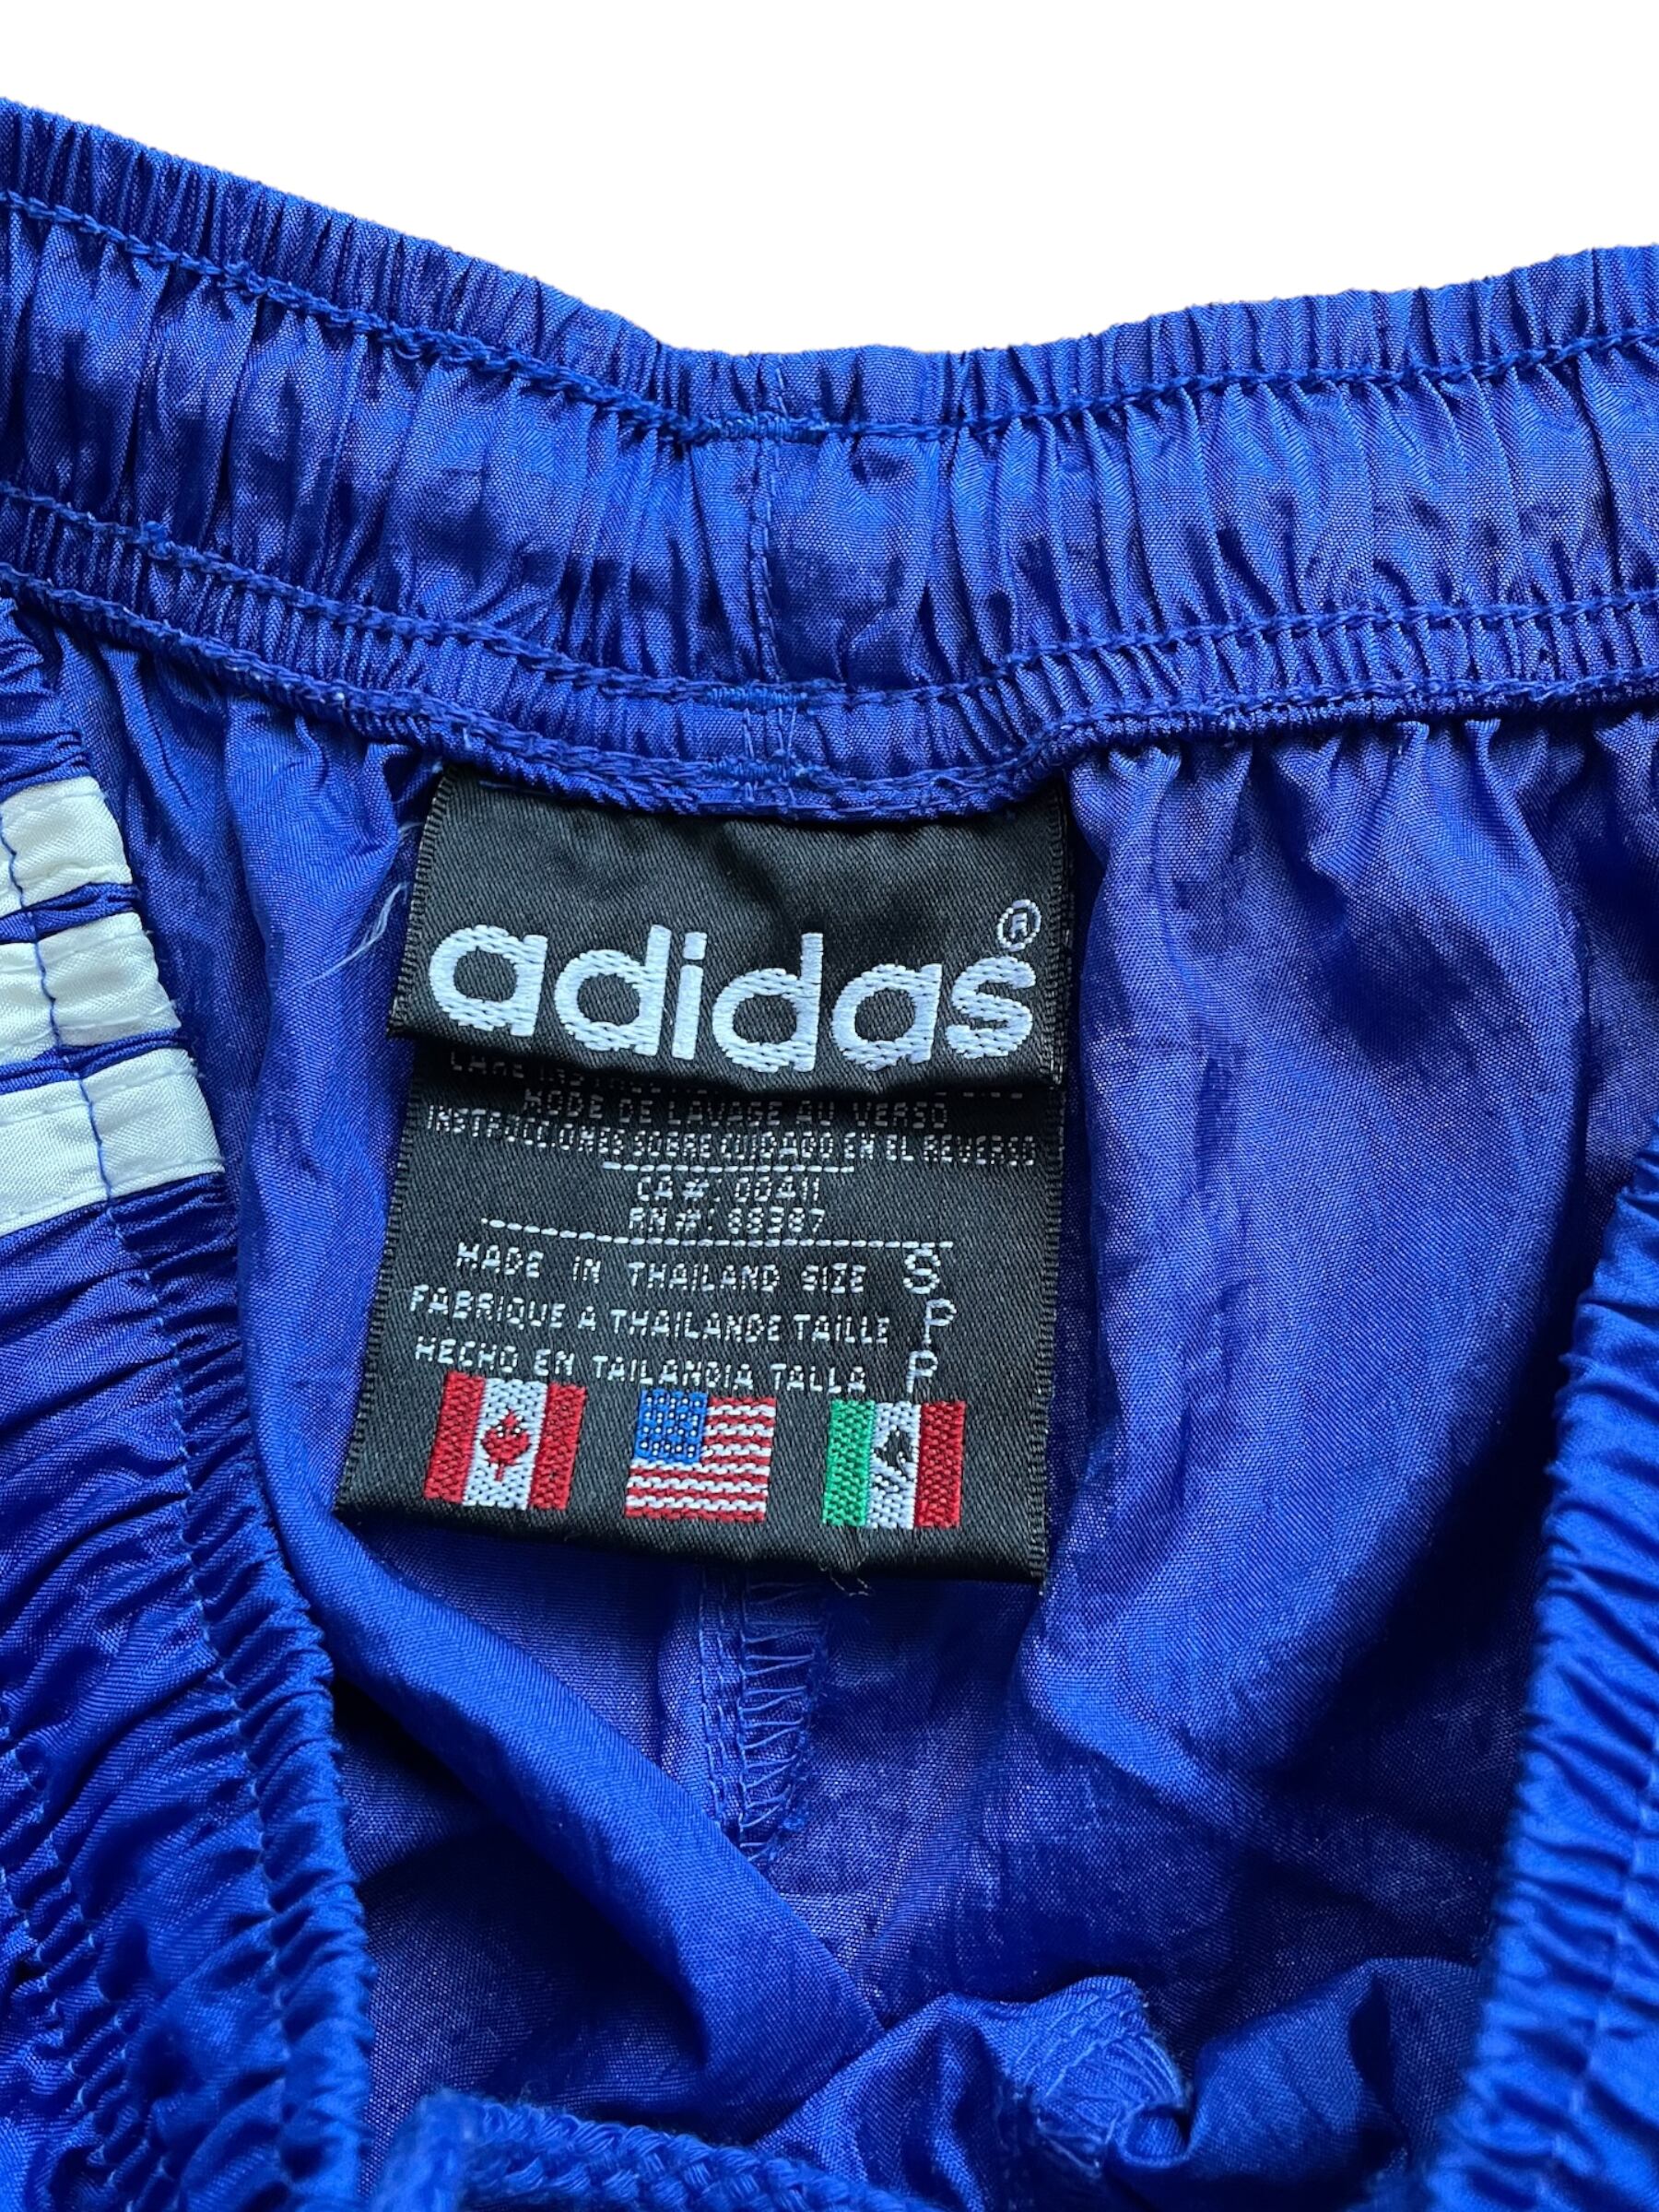 adidas®
MODE DE LAVAGE AU VERSO
INSTRUCCIONES SOBRE CUIDADO EN EL REVERSO
CA#: 00411
RN#: 88387
MADE IN THAILAND SIZE S
FABRIQUE A THAILANDE TAILLE P
HECHO EN TAILANDIA TALLA P